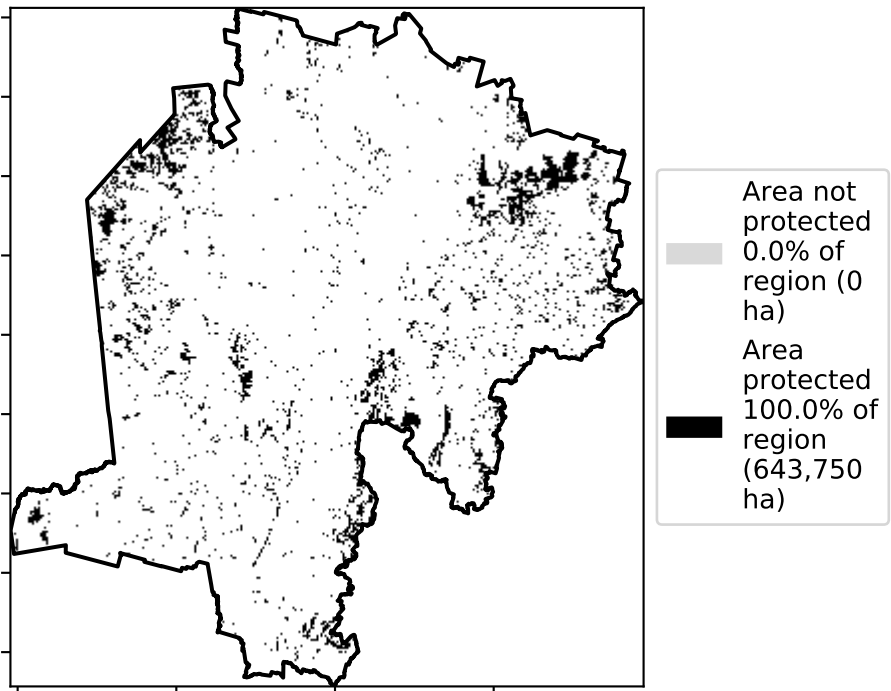 Area not
protected
0.0% of
region (0
ha)
Area
protected
100.0% of
region
(643,750
ha)